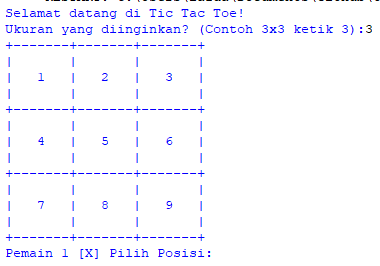 Selamat datang di Tic Tac Toe!
Ukuran yang diinginkan? (Contoh 3x3 ketik 3):3
+-------+-------+-------+
|       |       |       |
|   1   |   2   |   3   |
|       |       |       |
+-------+-------+-------+
|       |       |       |
|   4   |   5   |   6   |
|       |       |       |
+-------+-------+-------+
|       |       |       |
|   7   |   8   |   9   |
|       |       |       |
+-------+-------+-------+
Pemain 1 [X] Pilih Posisi: